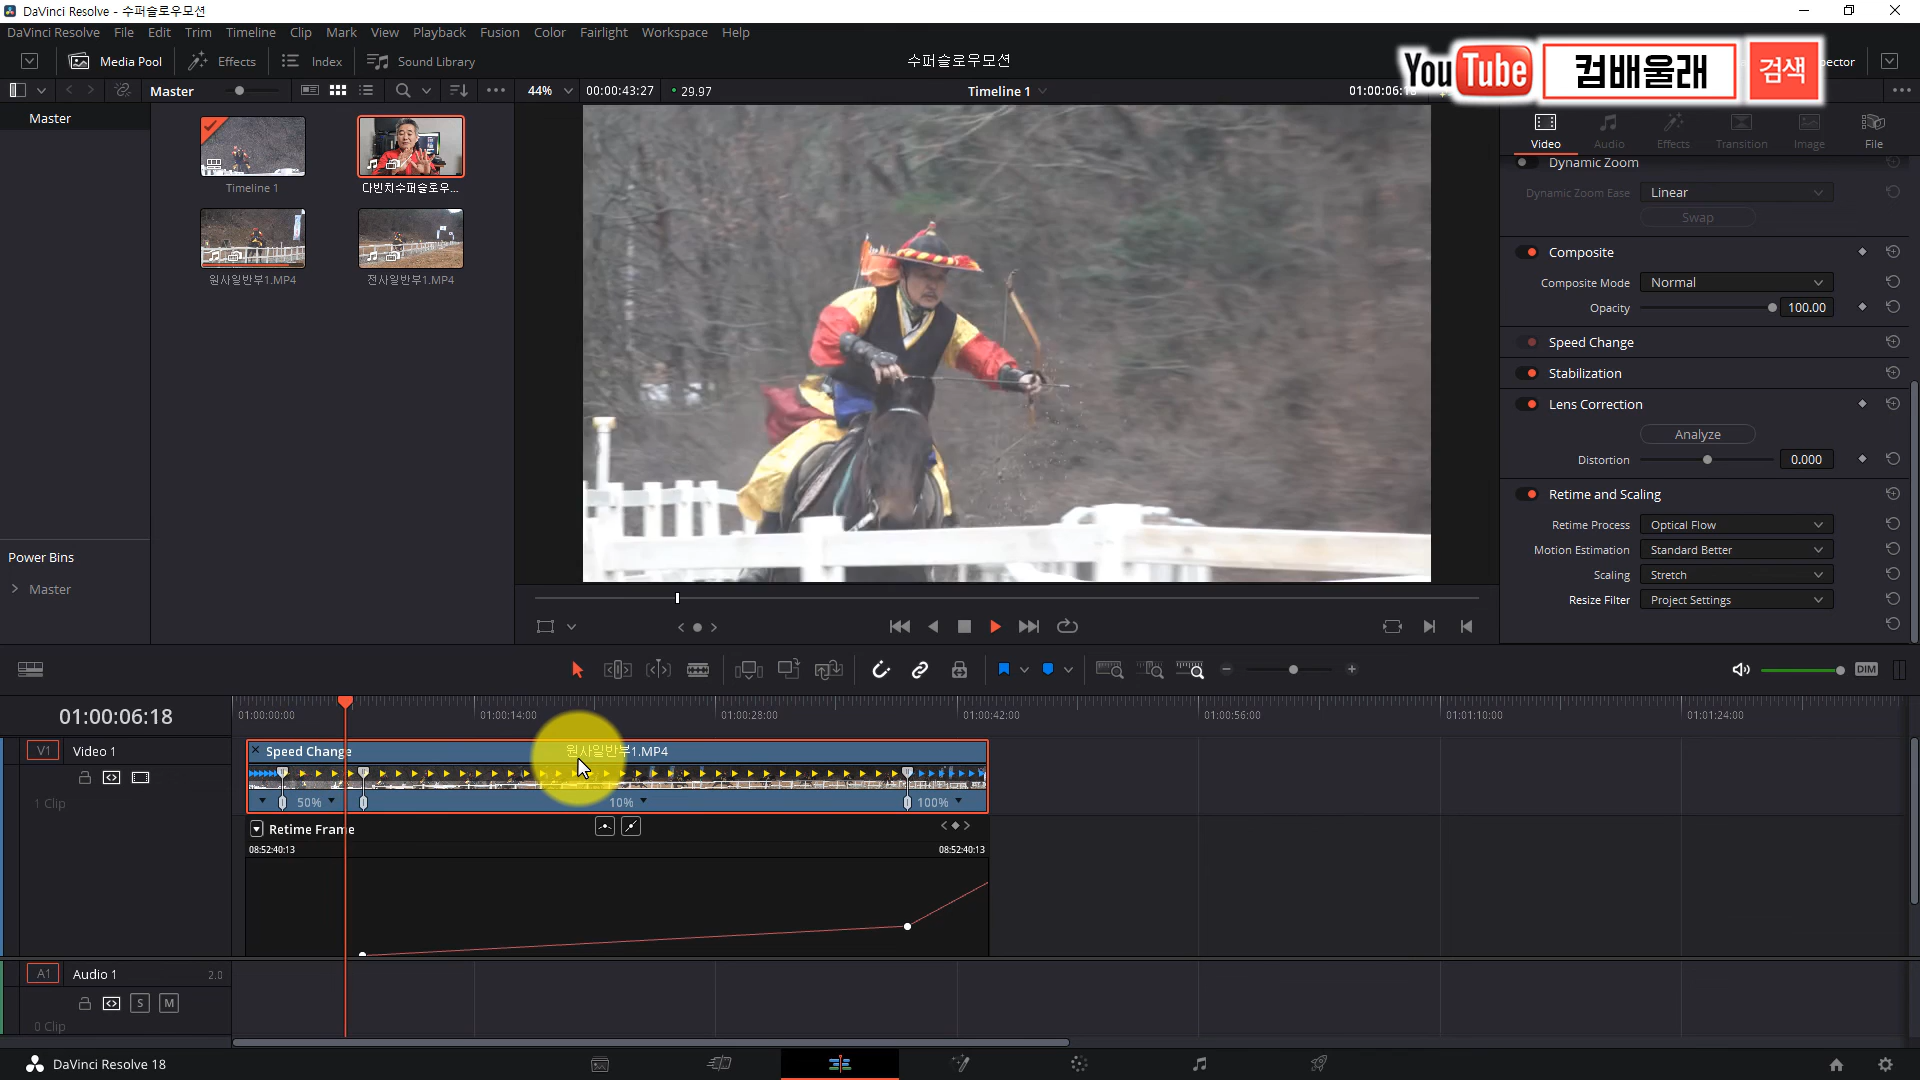 DaVinci Resolve - 수퍼슬로우모션
DaVinci Resolve File Edit Trim Timeline Clip Mark View Playback Fusion Color Fairlight Workspace Help
Media Pool Effects Index Sound Library 수퍼슬로우모션
YouTube 컴배울래 검색
Master 44% 00:00:43:27 29.97 Timeline 1
Master
Timeline 1 다빈치수퍼슬로우...
원사일반부1.MP4 전사일반부1.MP4
Power Bins
Master
Video Audio Effects Transition Image File
Dynamic Zoom
Dynamic Zoom Ease Linear
Swap
Composite
Composite Mode Normal
Opacity 100.00
Speed Change
Stabilization
Lens Correction
Analyze
Distortion 0.000
Retime and Scaling
Retime Process Optical Flow
Motion Estimation Standard Better
Scaling Stretch
Resize Filter Project Settings
DIM
01:00:06:18 01:00:00:00 01:00:14:00 01:00:28:00 01:00:42:00 01:00:56:00 01:01:10:00 01:01:24:00
V1 Video 1 Speed Change 원사일반부1.MP4
1 Clip 50% 10% 100%
Retime Frame
08:52:40:13 08:52:40:13
A1 Audio 1 2.0
S M
0 Clip
DaVinci Resolve 18